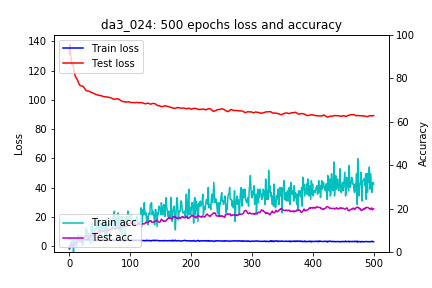 da3_024: 500 epochs loss and accuracy
140
120
100
80
60
40
20
0
Loss
Train loss
Test loss
Train acc
Test acc
100
80
60
40
20
0
Accuracy
0
100
200
300
400
500